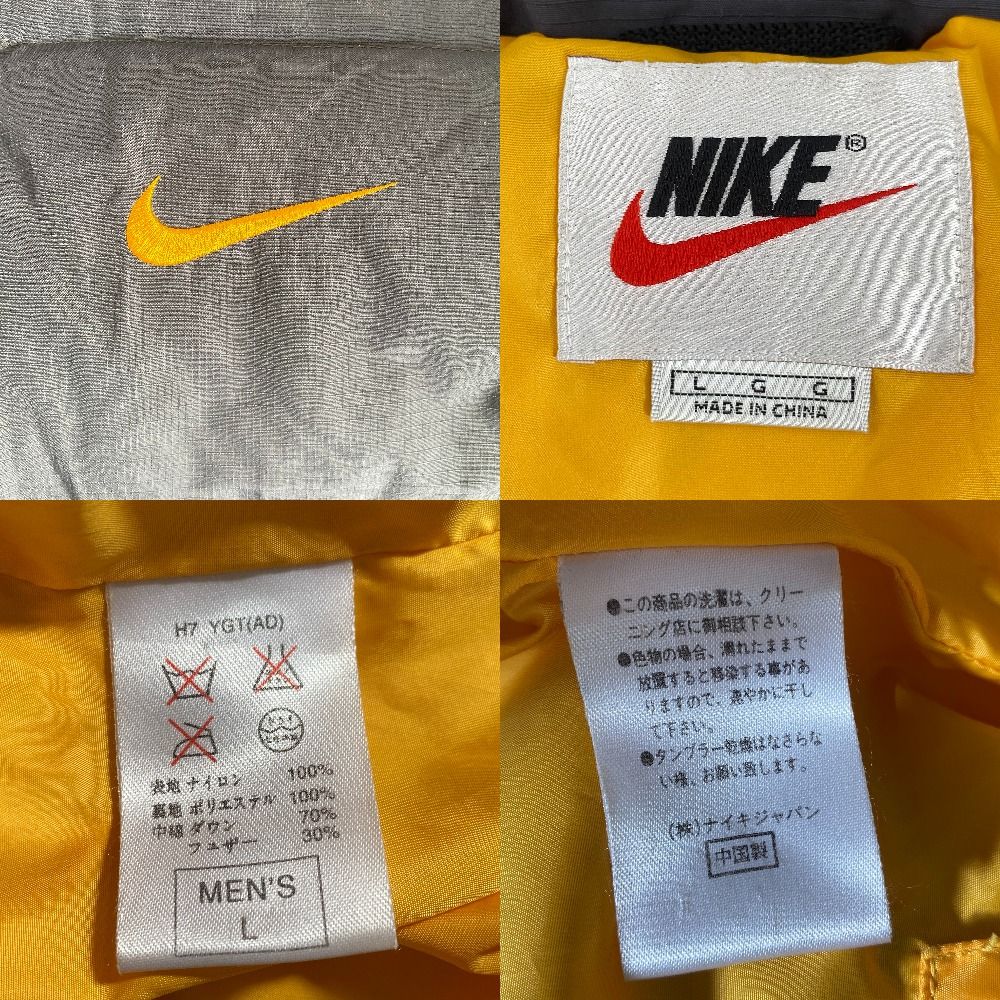 NIKE®
L G G
MADE IN CHINA
H7 YGT(AD)
表地 ナイロン 100%
裏地 ポリエステル 100%
中綿 ダウン 70%
フェザー 30%
MEN'S
L
●この商品の洗濯は、クリー
ニング店に御相談下さい。
●色物の場合、濡れたままで
放置すると移染する事があ
りますので、速やかに干し
て下さい。
●タンブラー乾燥はなさらな
い様、お願い致します。
(株)ナイキジャパン
中国製